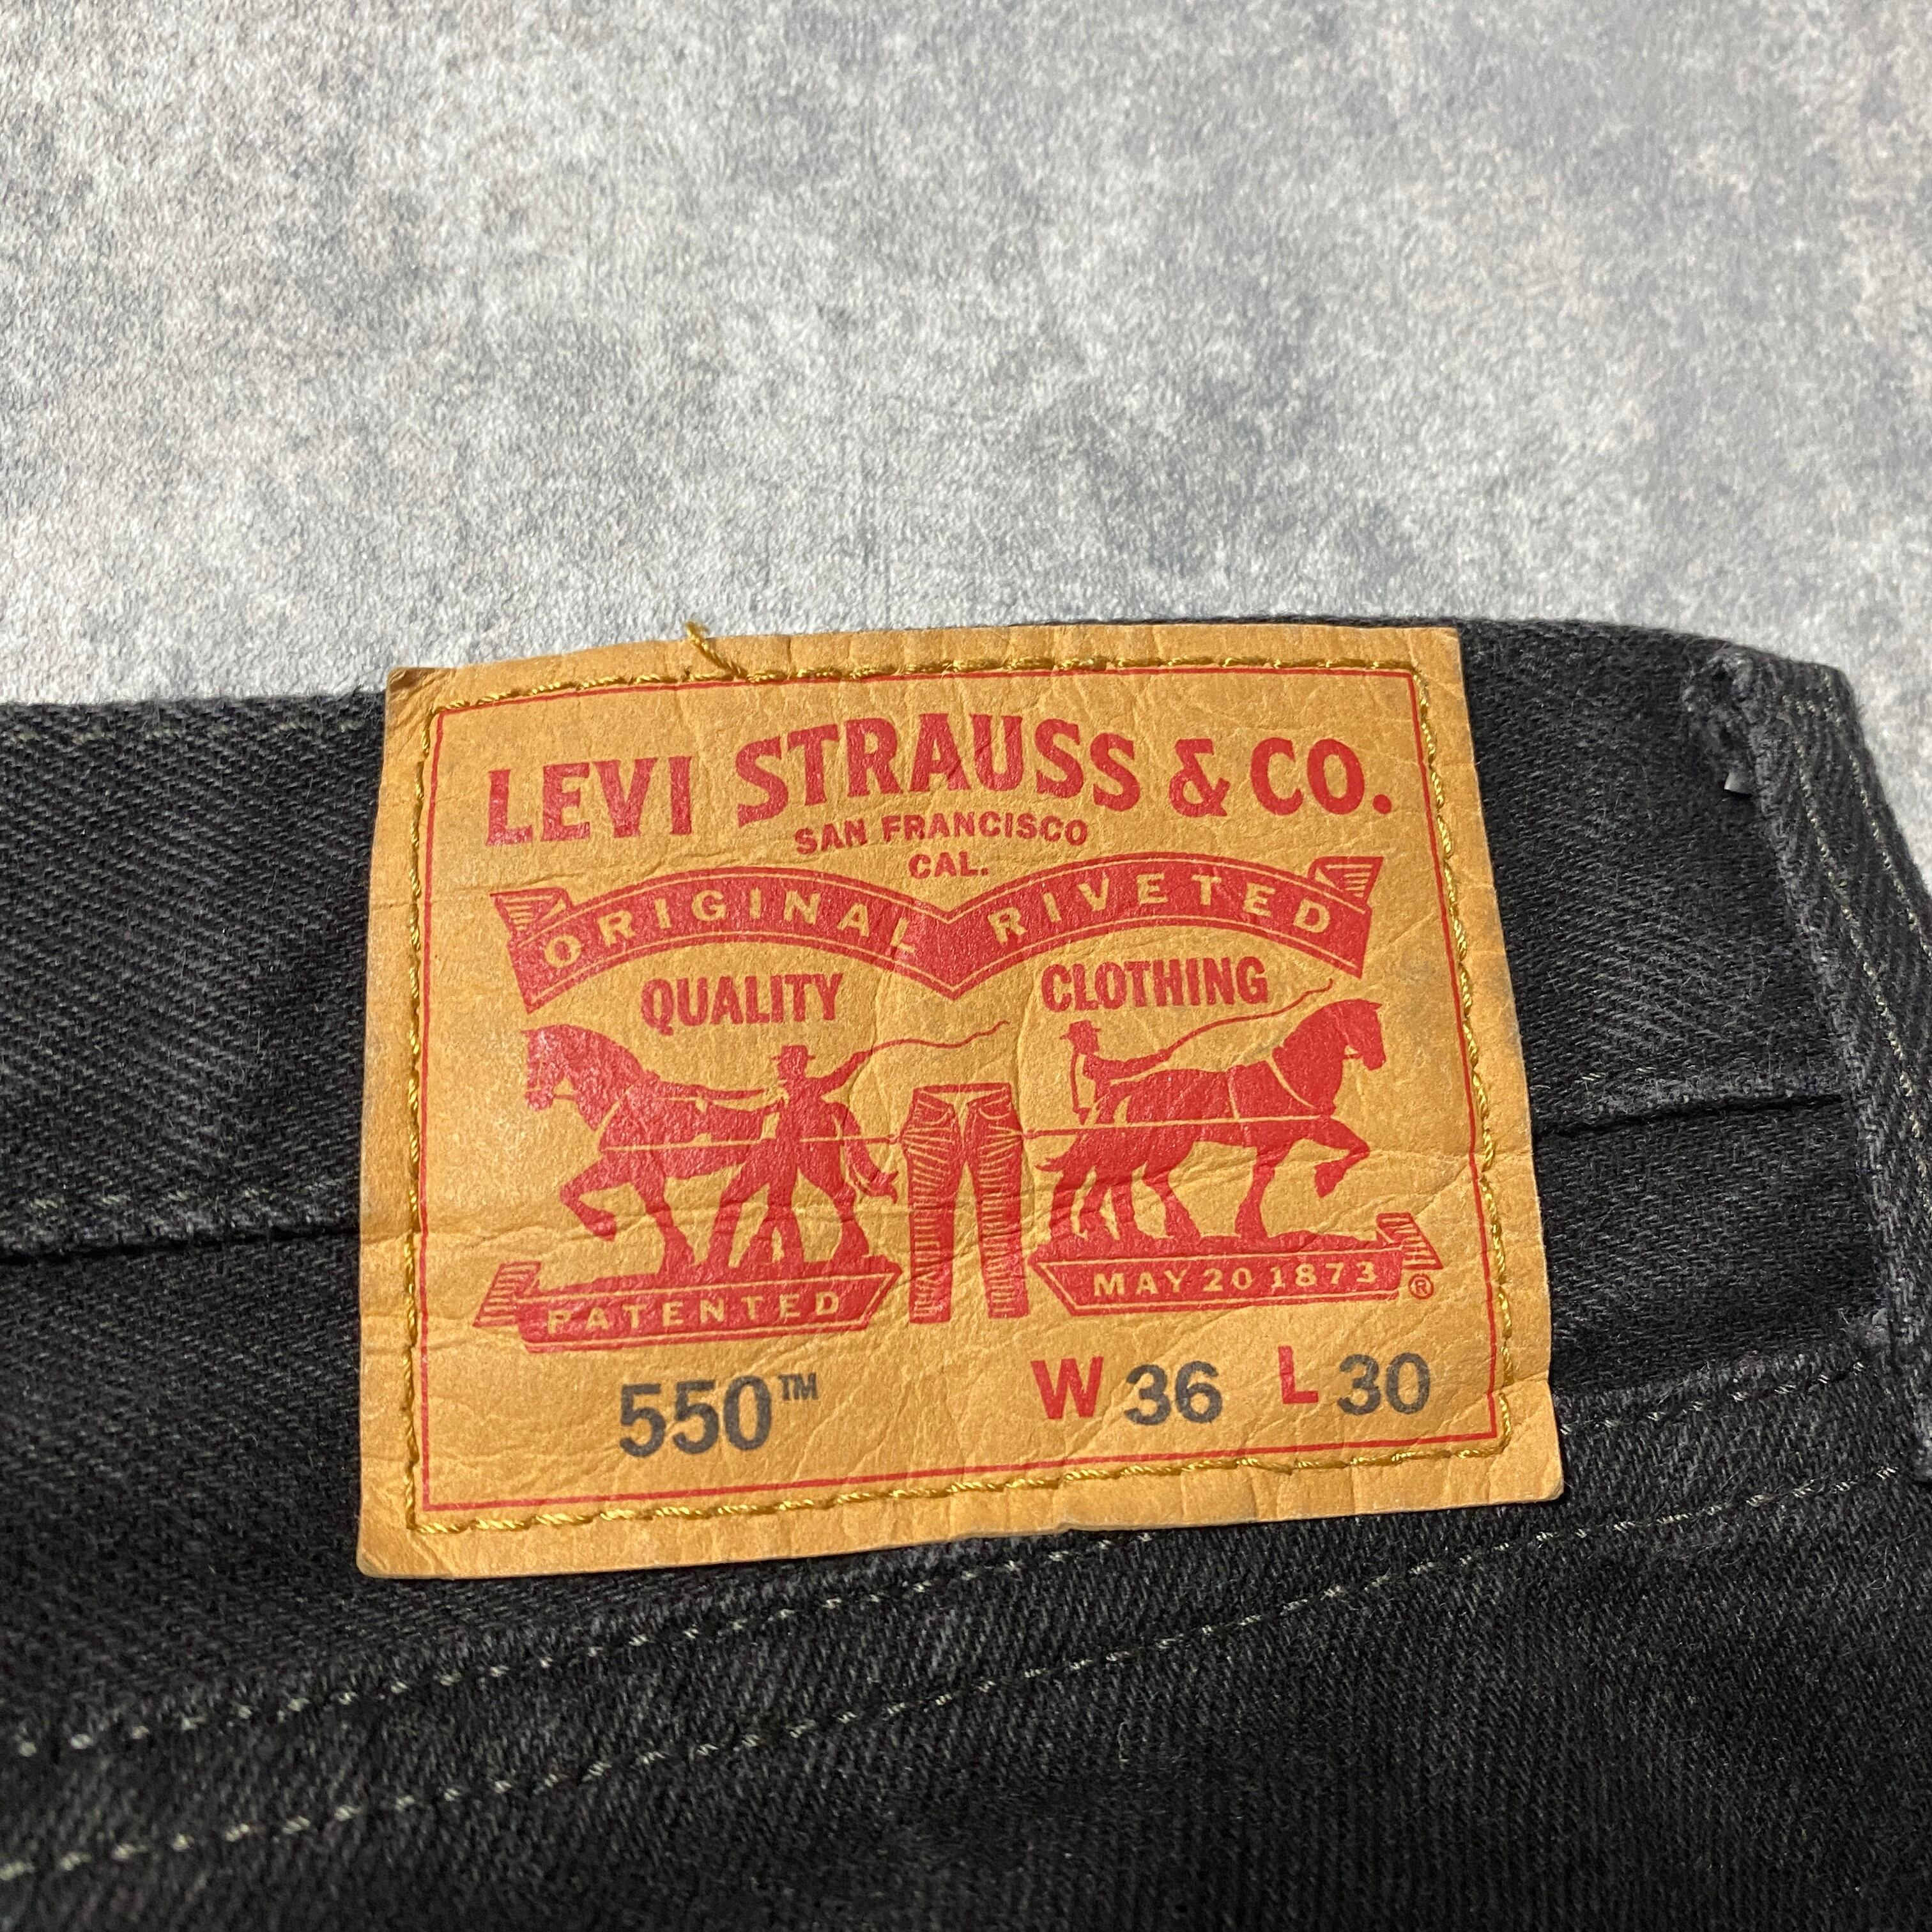 LEVI STRAUSS & CO.
SAN FRANCISCO
CAL.
ORIGINAL RIVETED
QUALITY CLOTHING
PATENTED MAY 20 1873 ®
550™ W 36 L 30